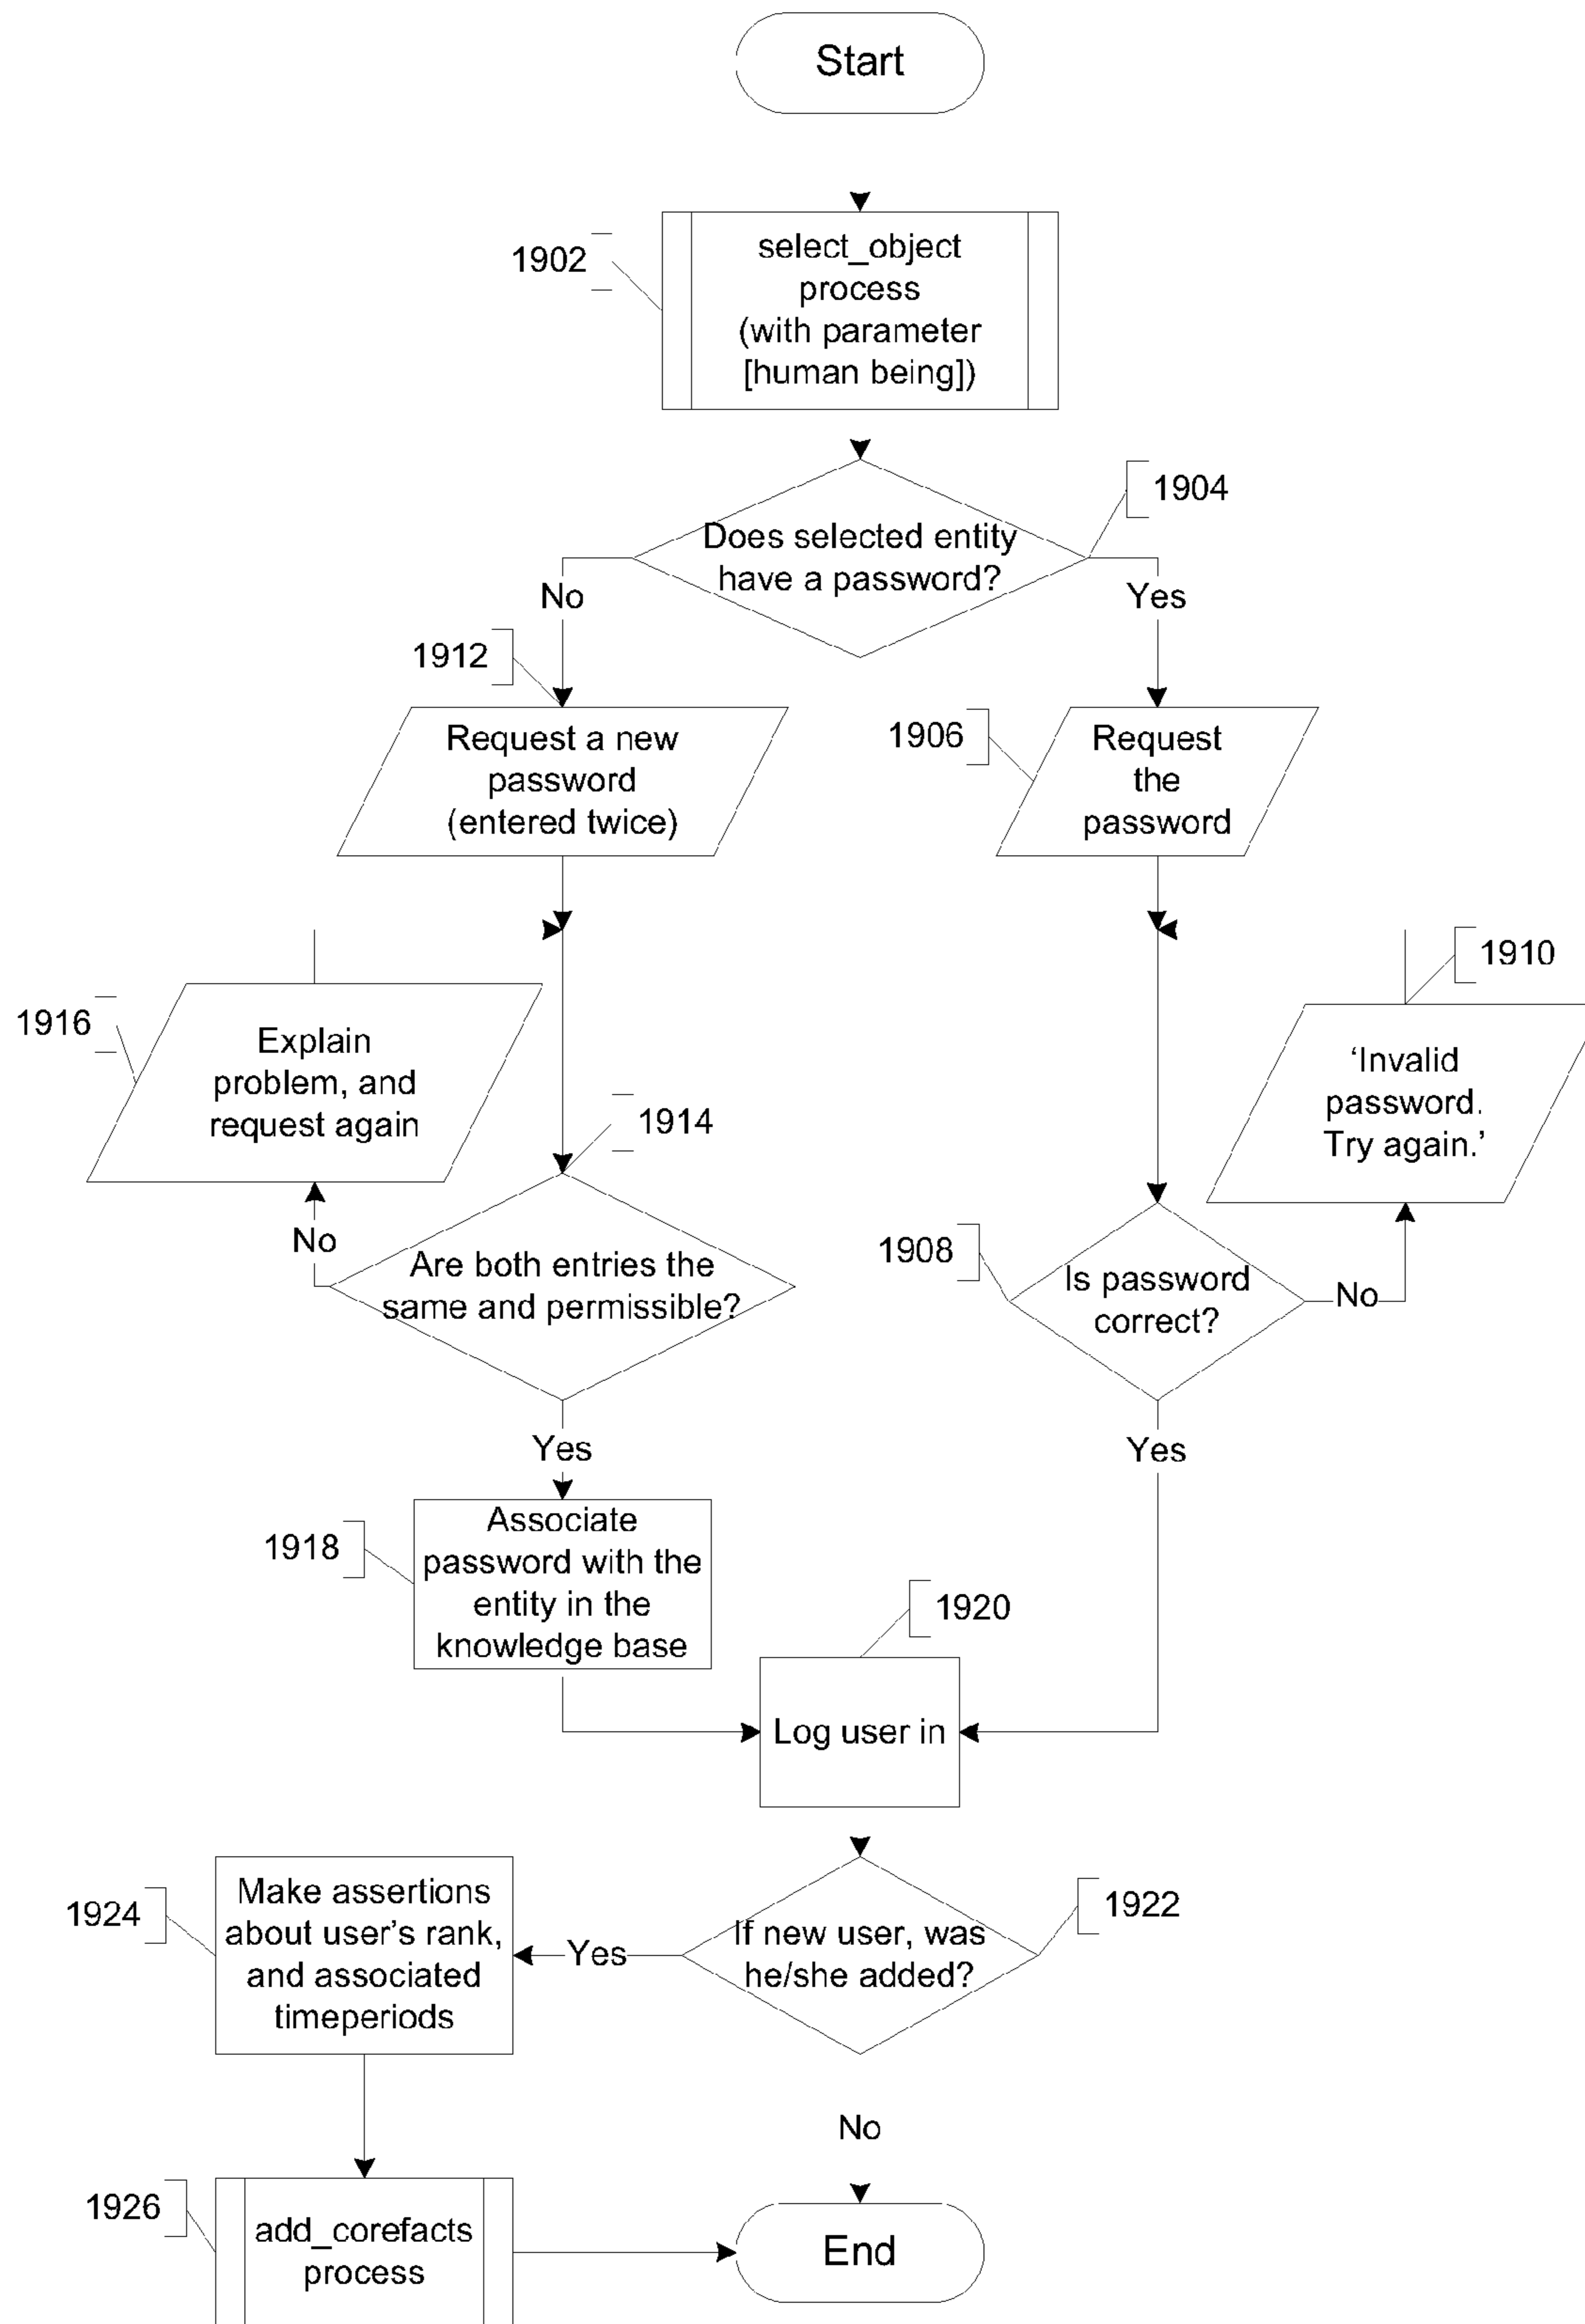 Start
1902
select_object
process
(with parameter
[human being])
1904
Does selected entity
have a password?
No
Yes
1912
Request a new
password
(entered twice)
1906
Request
the
password
1916
Explain
problem, and
request again
1910
‘Invalid
password.
Try again.’
1914
No
Are both entries the
same and permissible?
1908
Is password
correct?
No
Yes
Yes
1918
Associate
password with the
entity in the
knowledge base
1920
Log user in
1924
Make assertions
about user’s rank,
and associated
timeperiods
Yes
1922
If new user, was
he/she added?
No
1926
add_corefacts
process
End